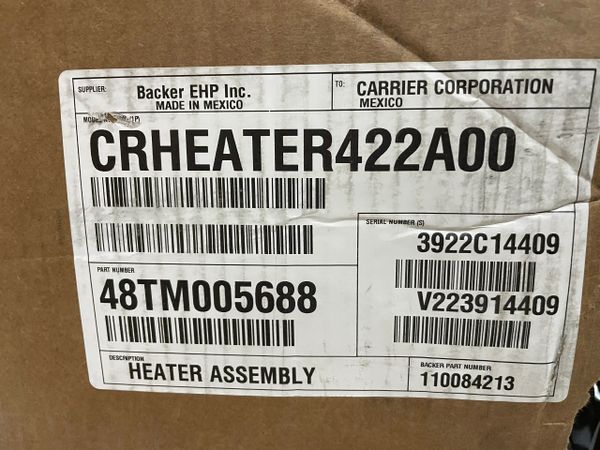 SUPPLIER:
Backer EHP Inc.
MADE IN MEXICO
TO:
CARRIER CORPORATION
MEXICO
CRHEATER422A00
SERIAL NUMBER (S)
3922C14409
V223914409
PART NUMBER
48TM005688
DESCRIPTION
HEATER ASSEMBLY
BACKER PART NUMBER
110084213